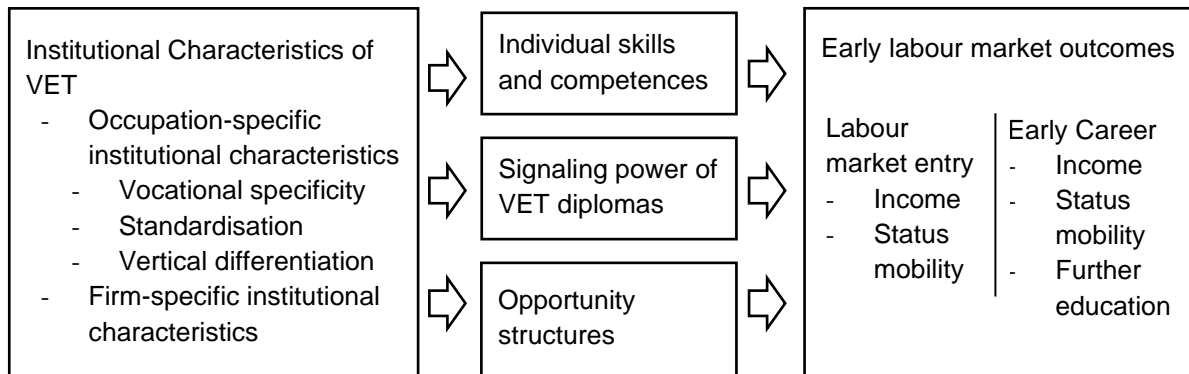 Institutional Characteristics of
VET
- Occupation-specific
institutional characteristics
- Vocational specificity
- Standardisation
- Vertical differentiation
- Firm-specific institutional
characteristics
Individual skills
and competences
Signaling power of
VET diplomas
Opportunity
structures
Early labour market outcomes
Labour
market entry
- Income
- Status
mobility
Early Career
- Income
- Status
mobility
- Further
education